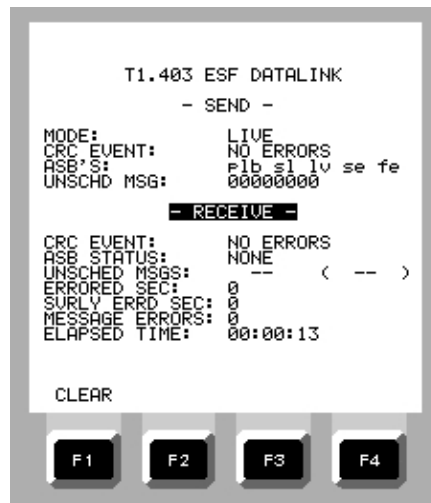 T1.403 ESF DATALINK
- SEND -
MODE: LIVE
CRC EVENT: NO ERRORS
ASB'S: plb sl lv se fe
UNSCHD MSG: 00000000
- RECEIVE -
CRC EVENT: NO ERRORS
ASB STATUS: NONE
UNSCHED MSGS: -- ( -- )
ERRORED SEC: 0
SVRLY ERRD SEC: 0
MESSAGE ERRORS: 0
ELAPSED TIME: 00:00:13
CLEAR
F1 F2 F3 F4